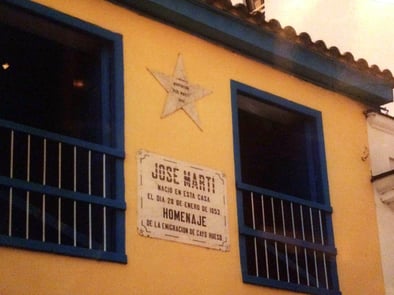 JOSE MARTI
NACIO EN ESTA CASA
EL DIA 28 DE ENERO DE 1853
HOMENAJE
DE LA EMIGRACION DE CAYO HUESO